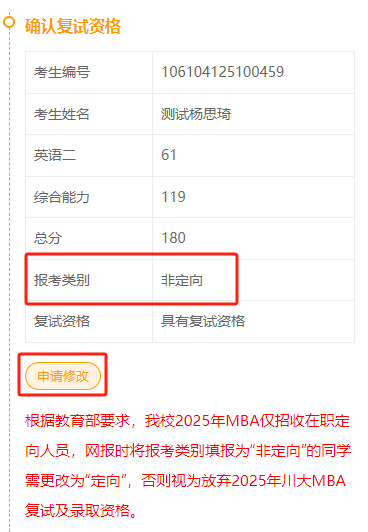 确认复试资格
考生编号 106104125100459
考生姓名 测试杨思琦
英语二 61
综合能力 119
总分 180
报考类别 非定向
复试资格 具有复试资格
申请修改
根据教育部要求，我校2025年MBA仅招收在职定
向人员，网报时将报考类别填报为“非定向”的同学
需更改为“定向”，否则视为放弃2025年川大MBA
复试及录取资格。